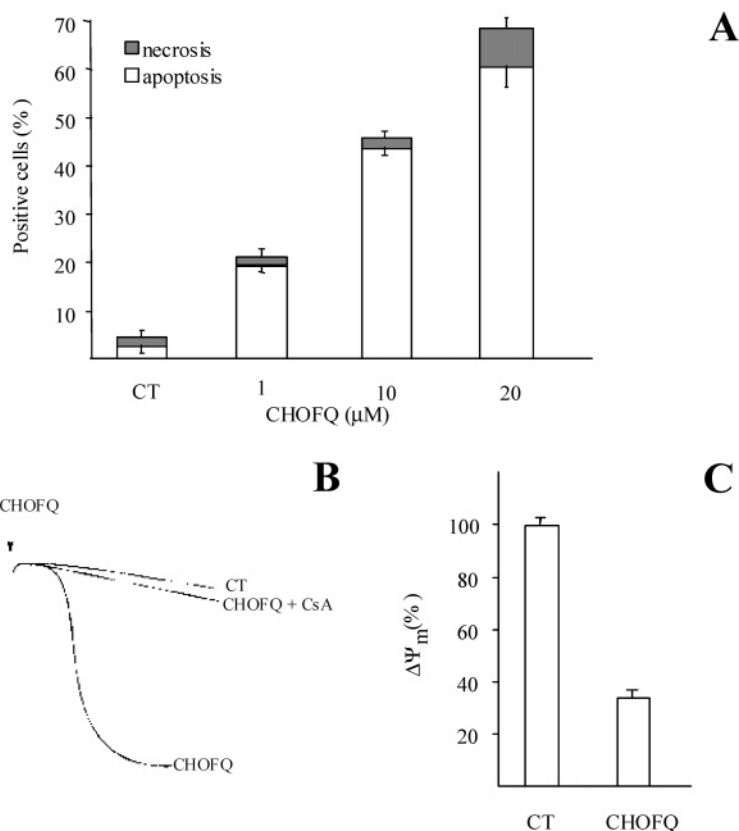 A
70
60
50
40
30
20
10
Positive cells (%)
necrosis
apoptosis
CT
1
10
20
CHOFQ (μM)
B
CHOFQ
CT
CHOFQ + CsA
CHOFQ
C
100
80
60
40
20
ΔΨm(%)
CT
CHOFQ